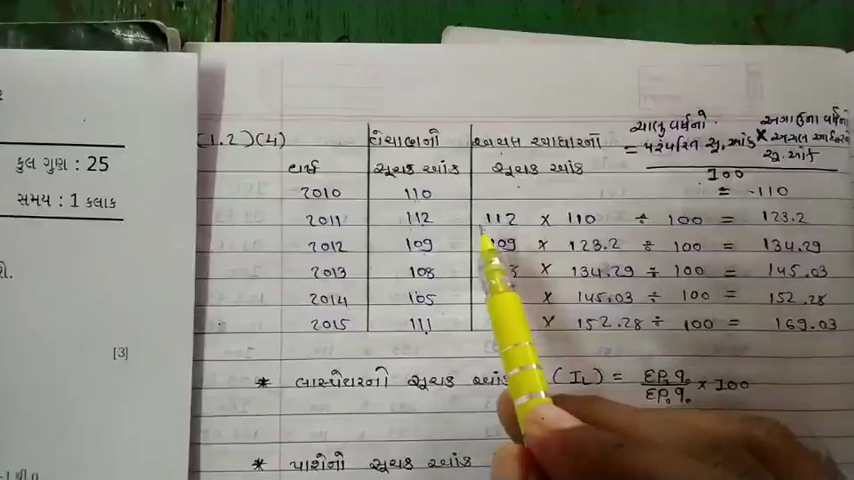 કુલ ગુણ : 25
સમય : 1 કલાક
[3]
(1.2)(4)
વર્ષ
વેચાણનો સૂચક આંક
અચલ આધારનો સૂચક આંક = ચાલુ વર્ષનો પરંપરિત સૂ.આંક × અગાઉના વર્ષનો અચલ આધારનો સૂ.આંક
100
2010 110 = 110
2011 112 112 × 110 ÷ 100 = 123.2
2012 109 109 × 123.2 ÷ 100 = 134.29
2013 108 × 134.29 ÷ 100 = 145.03
2014 105 × 145.03 ÷ 100 = 152.28
2015 111 × 152.28 ÷ 100 = 169.03
* લાસ્પેયરનો સૂચક આંક (IL) = ΣP₁q₀ / ΣP₀q₀ × 100
* પાશેનો સૂચક આંક